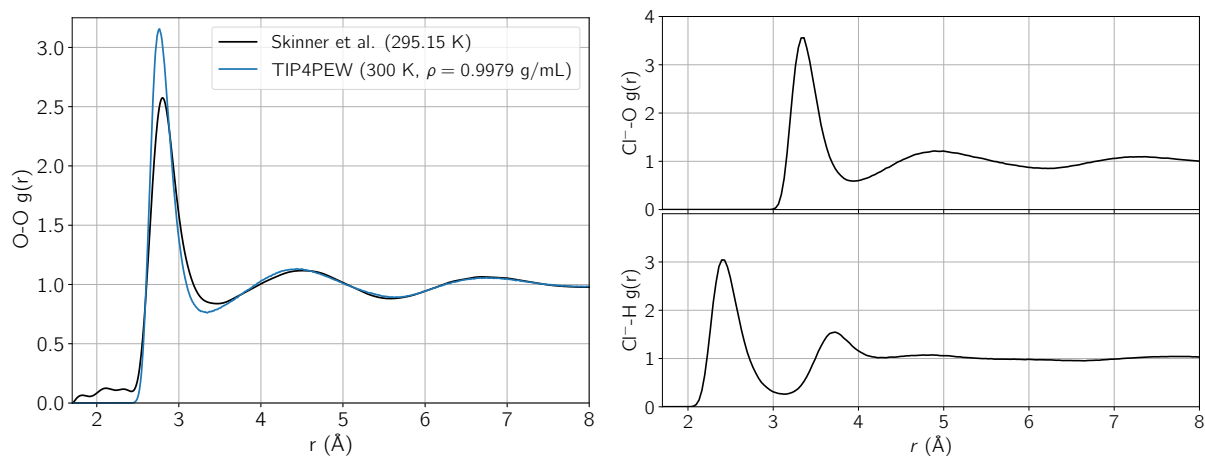 O-O g(r)
3.0
2.5
2.0
1.5
1.0
0.5
0.0
Skinner et al. (295.15 K)
TIP4PEW (300 K, ρ = 0.9979 g/mL)
2 3 4 5 6 7 8
r (Å)
Cl⁻-O g(r)
4
3
2
1
0
Cl⁻-H g(r)
3
2
1
0
2 3 4 5 6 7 8
r (Å)